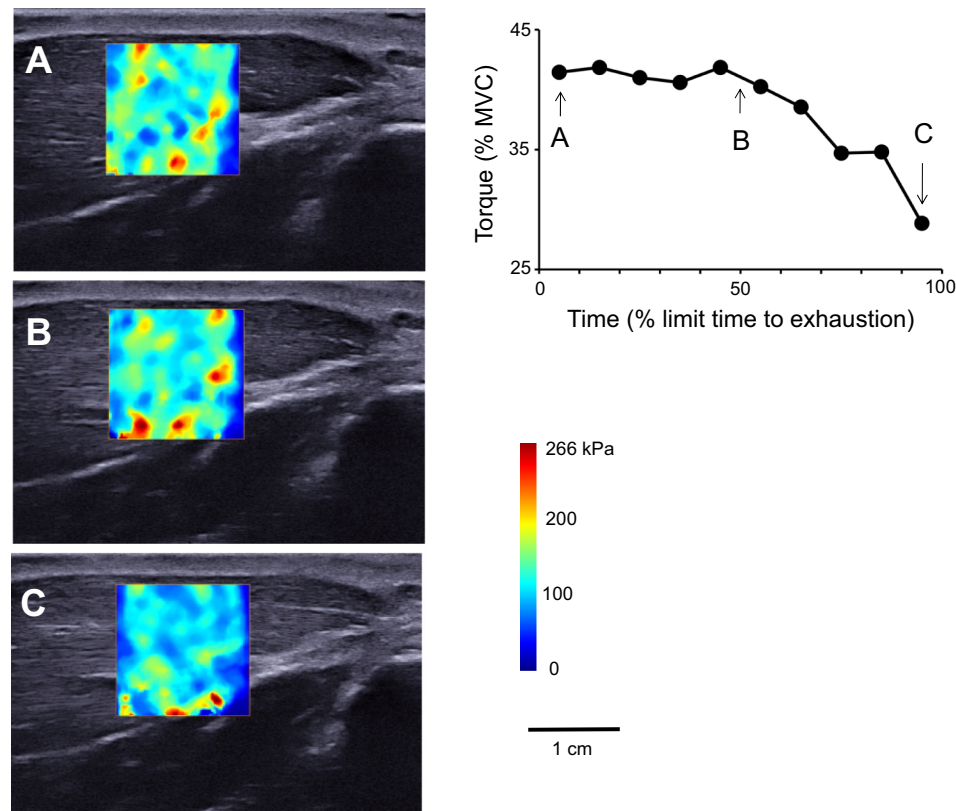 A
B
C
45
35
25
Torque (% MVC)
A
B
C
0
50
100
Time (% limit time to exhaustion)
266 kPa
200
100
0
1 cm